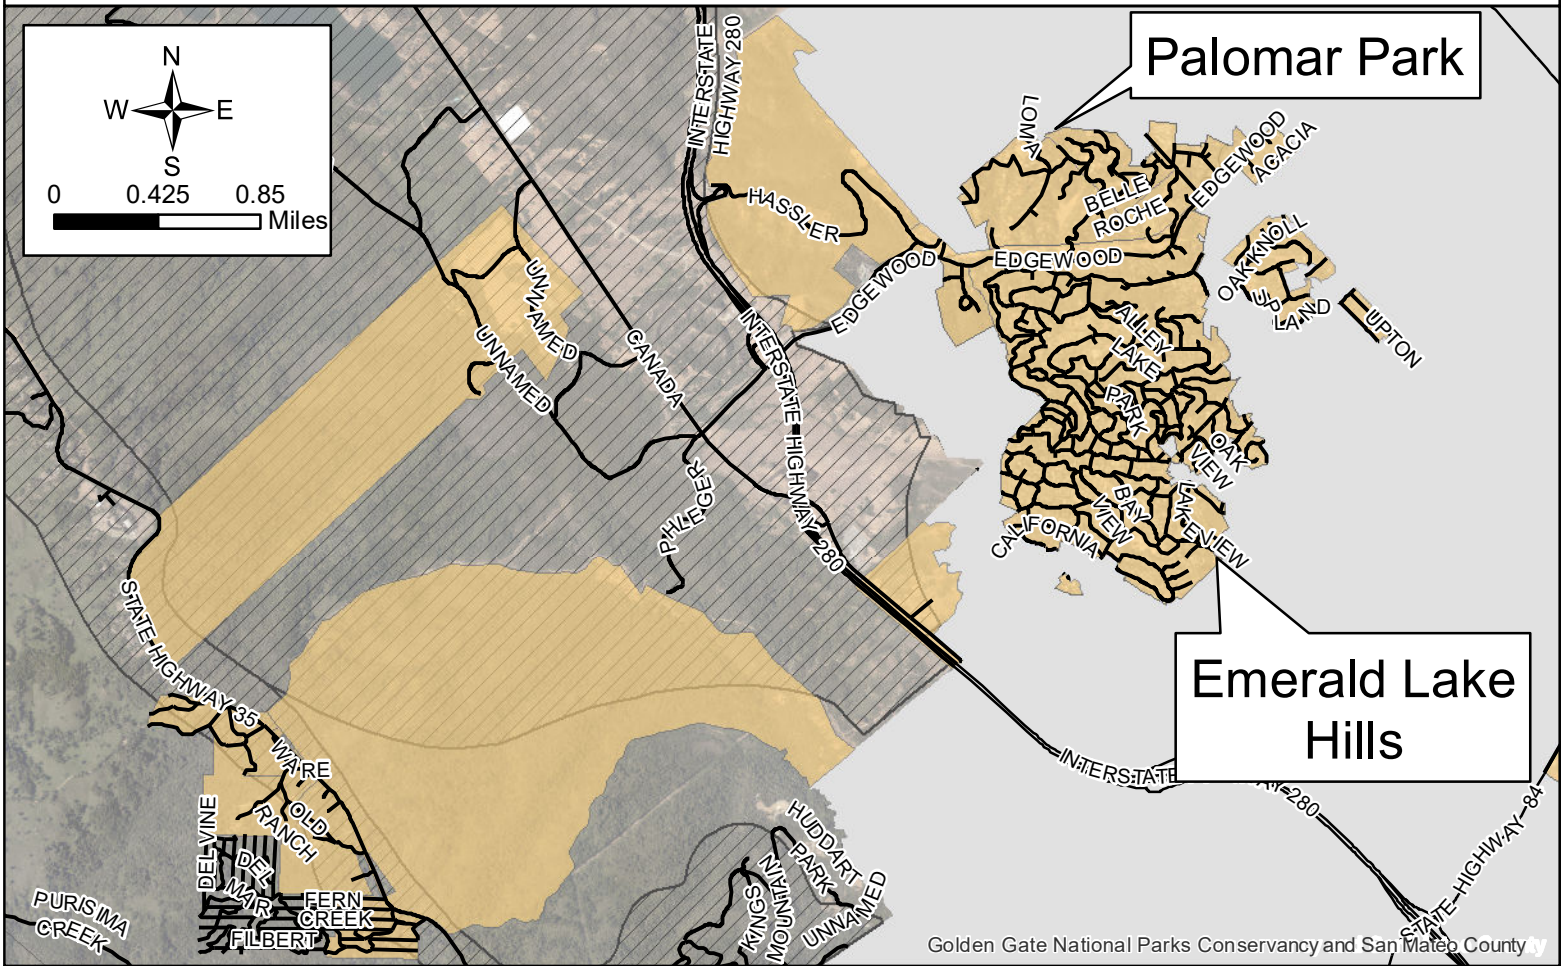 N
W E
S
0 0.425 0.85
Miles
INTERSTATE
HIGHWAY 280
Palomar Park
LOMA
EDGEWOOD
ACACIA
BELLE
ROCHE
HASSLER
EDGEWOOD
EDGEWOOD
OAKKNOLL
UPLAND
UPTON
UNNAMED
UNNAMED
CANADA
INTERSTATE HIGHWAY 280
ALLEY
LAKE
PARK
OAK
VIEW
BAY
VIEW
LAKEVIEW
CALIFORNIA
PHLEGER
STATE HIGHWAY 35
Emerald Lake
Hills
INTERSTATE
AY 280
STATE HIGHWAY 84
WARE
OLD
RANCH
DELVINE
DEL
MAR
FERN
CREEK
FILBERT
PURISIMA
CREEK
HUDDART
PARK
KINGS
MOUNTAIN
UNNAMED
STATE
Golden Gate National Parks Conservancy and San Mateo County